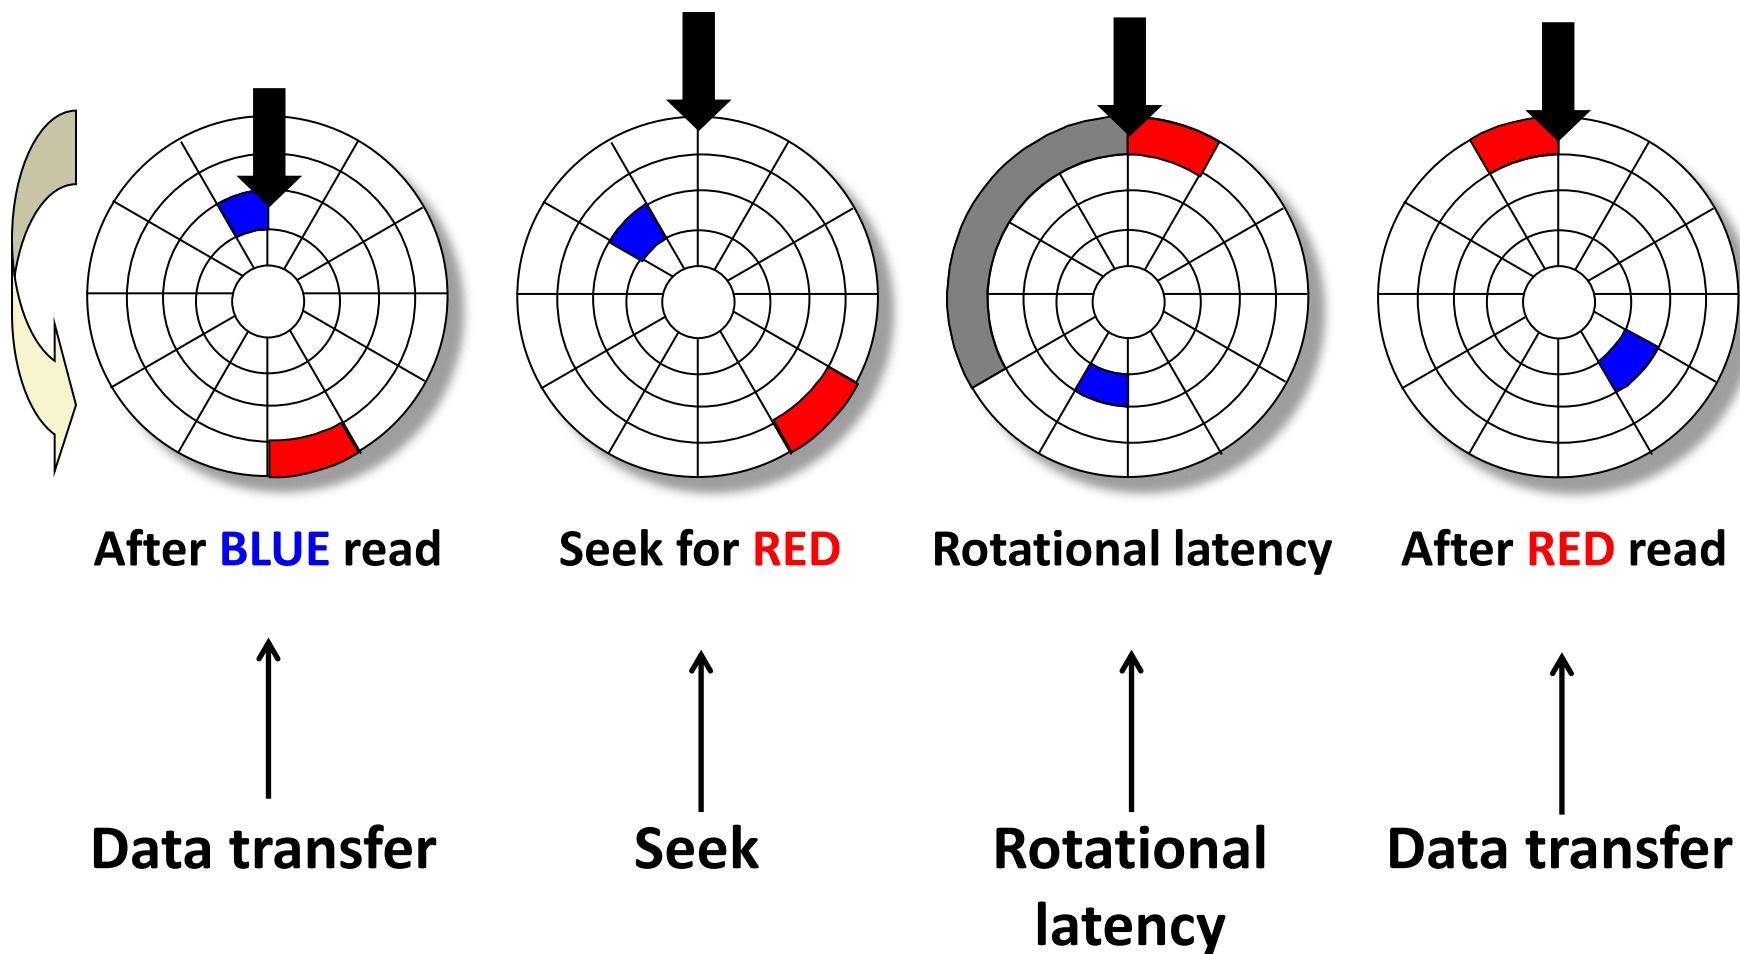 After BLUE read
Seek for RED
Rotational latency
After RED read
Data transfer
Seek
Rotational
latency
Data transfer